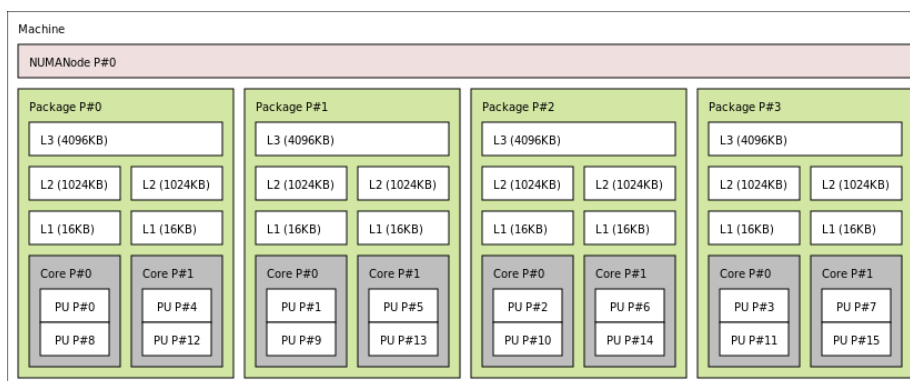 Machine
NUMANode P#0
Package P#0 Package P#1 Package P#2 Package P#3
L3 (4096KB) L3 (4096KB) L3 (4096KB) L3 (4096KB)
L2 (1024KB) L2 (1024KB) L2 (1024KB) L2 (1024KB) L2 (1024KB) L2 (1024KB) L2 (1024KB) L2 (1024KB)
L1 (16KB) L1 (16KB) L1 (16KB) L1 (16KB) L1 (16KB) L1 (16KB) L1 (16KB) L1 (16KB)
Core P#0 Core P#1 Core P#0 Core P#1 Core P#0 Core P#1 Core P#0 Core P#1
PU P#0 PU P#4 PU P#1 PU P#5 PU P#2 PU P#6 PU P#3 PU P#7
PU P#8 PU P#12 PU P#9 PU P#13 PU P#10 PU P#14 PU P#11 PU P#15